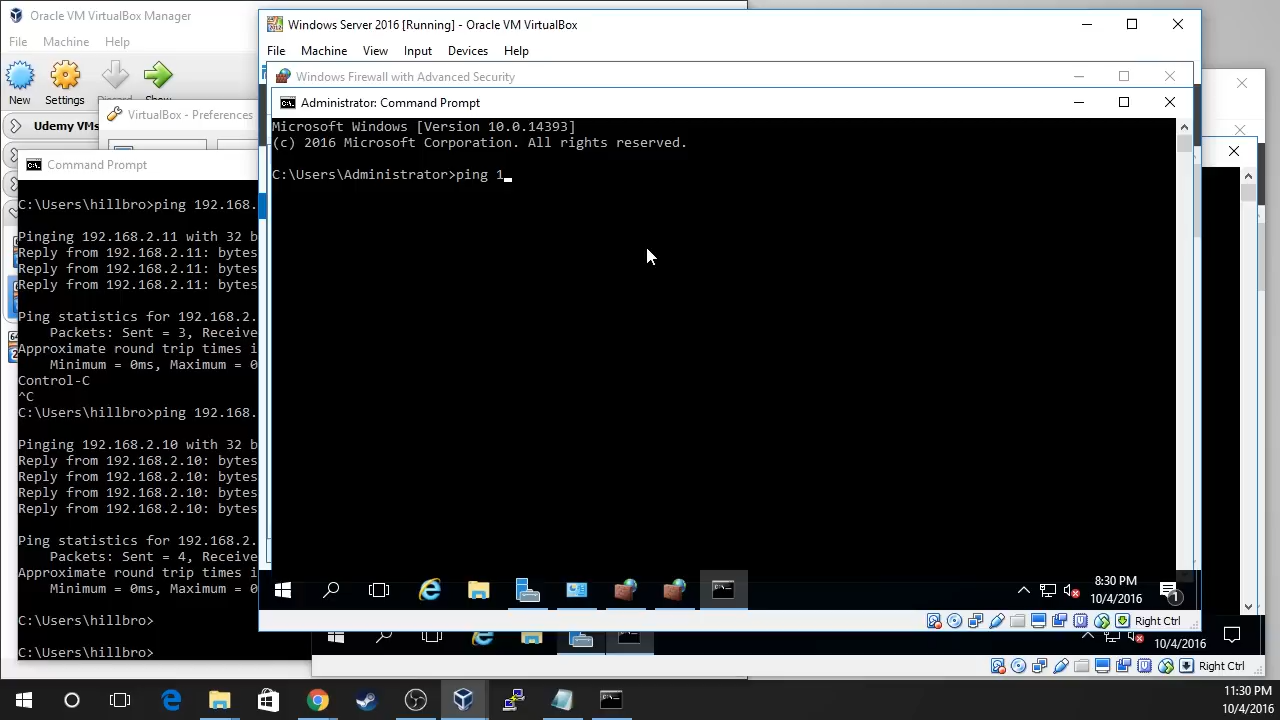 Oracle VM VirtualBox Manager
File Machine Help
New Settings Discard Show
Udemy VMs
VirtualBox - Preferences
Command Prompt
C:\Users\hillbro>ping 192.168.
Pinging 192.168.2.11 with 32 b
Reply from 192.168.2.11: bytes
Reply from 192.168.2.11: bytes
Reply from 192.168.2.11: bytes
Ping statistics for 192.168.2.
Packets: Sent = 3, Receive
Approximate round trip times i
Minimum = 0ms, Maximum = 0
Control-C
^C
C:\Users\hillbro>ping 192.168.
Pinging 192.168.2.10 with 32 b
Reply from 192.168.2.10: bytes
Reply from 192.168.2.10: bytes
Reply from 192.168.2.10: bytes
Reply from 192.168.2.10: bytes
Ping statistics for 192.168.2.
Packets: Sent = 4, Receive
Approximate round trip times i
Minimum = 0ms, Maximum = 0
C:\Users\hillbro>
C:\Users\hillbro>
Windows Server 2016 [Running] - Oracle VM VirtualBox
File Machine View Input Devices Help
Windows Firewall with Advanced Security
Administrator: Command Prompt
Microsoft Windows [Version 10.0.14393]
(c) 2016 Microsoft Corporation. All rights reserved.
C:\Users\Administrator>ping 1
8:30 PM
10/4/2016
1
Right Ctrl
10/4/2016
Right Ctrl
11:30 PM
10/4/2016